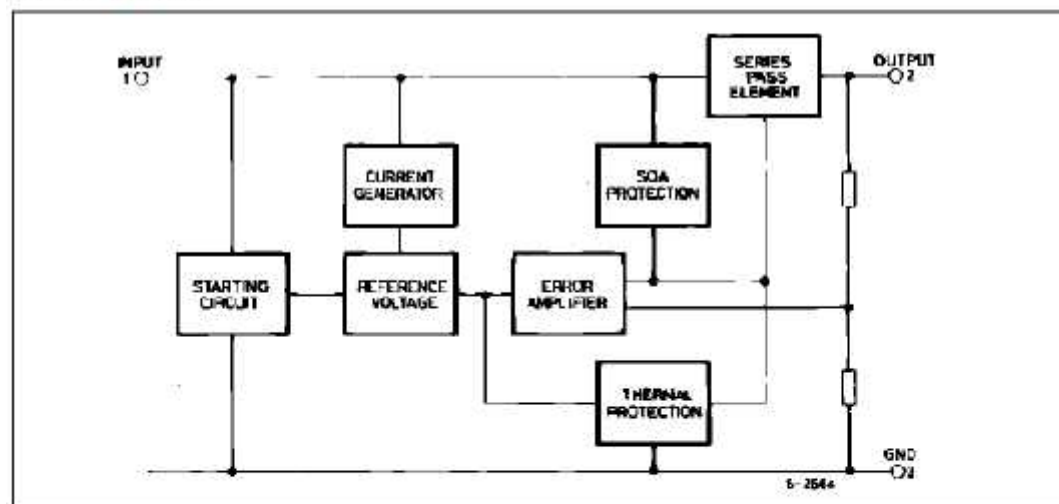 INPUT
1
SERIES
PASS
ELEMENT
OUTPUT
2
CURRENT
GENERATOR
SOA
PROTECTION
STARTING
CIRCUIT
REFERENCE
VOLTAGE
ERROR
AMPLIFIER
THERMAL
PROTECTION
GND
3